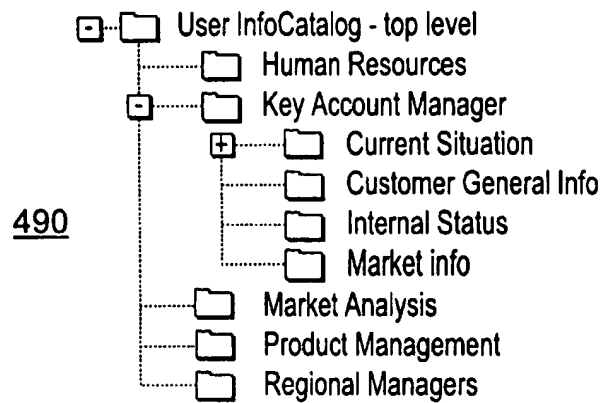 User InfoCatalog - top level
Human Resources
Key Account Manager
Current Situation
Customer General Info
490
Internal Status
Market info
Market Analysis
Product Management
Regional Managers